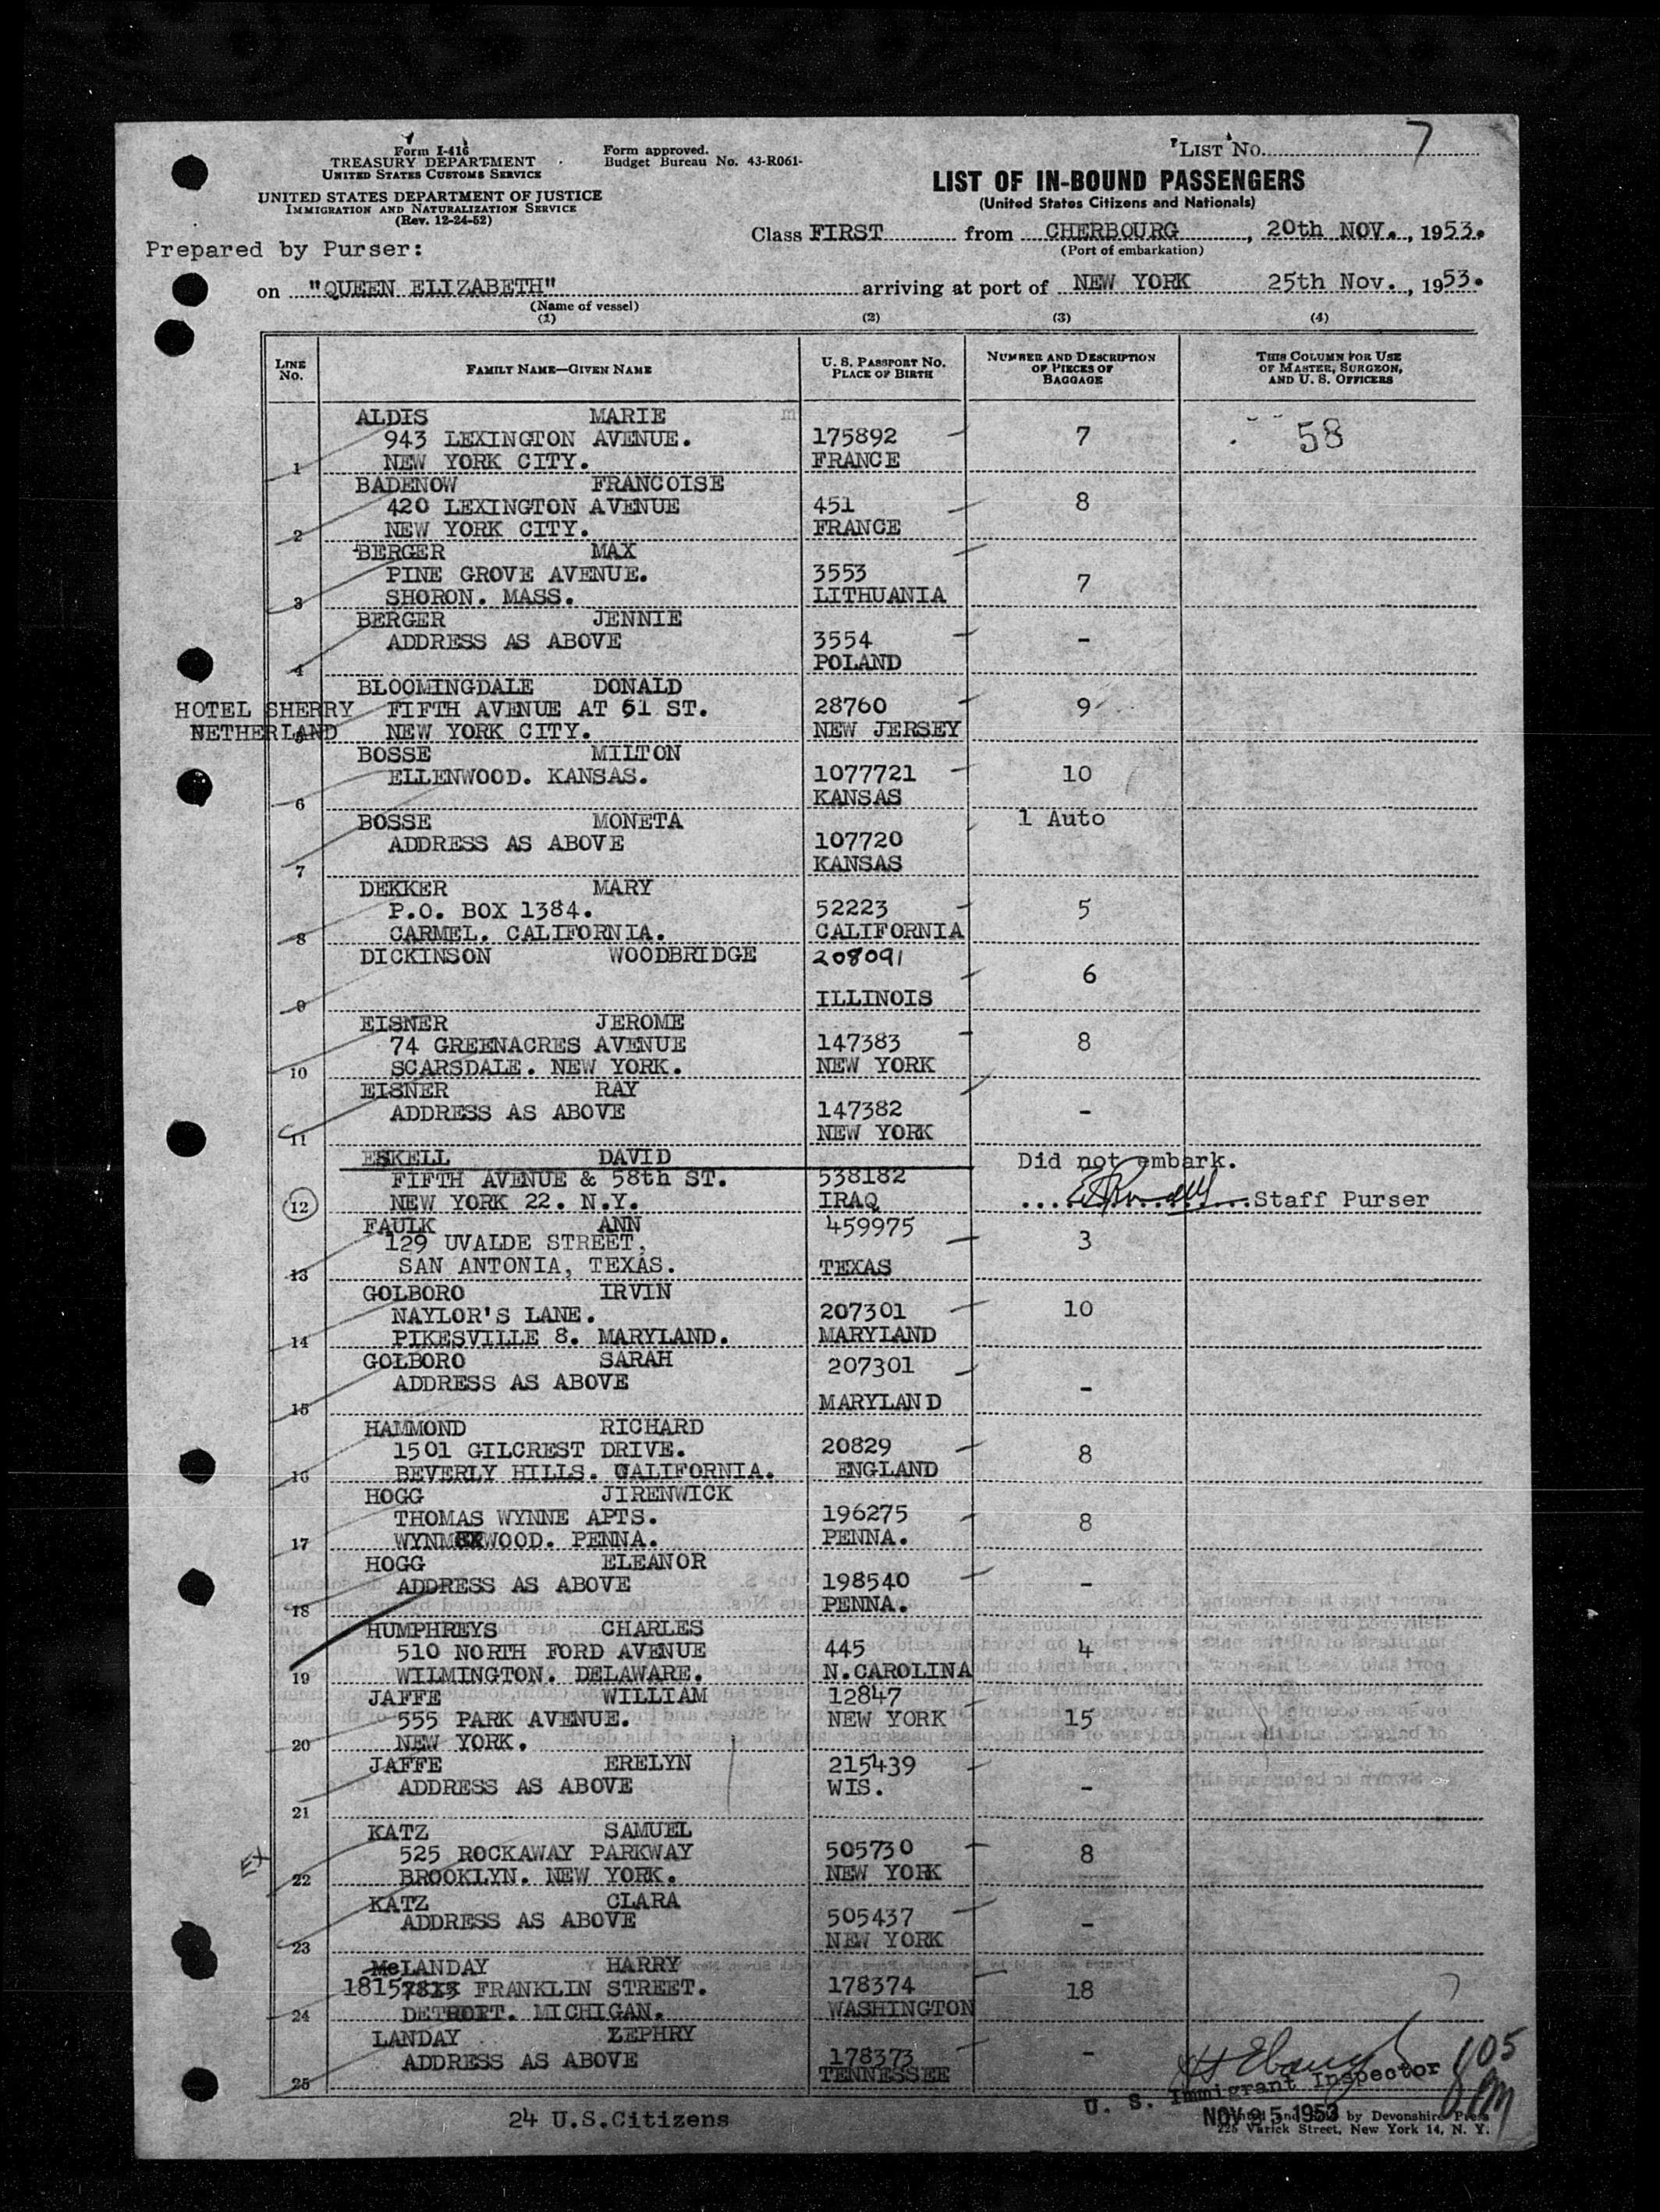 Form I-416
TREASURY DEPARTMENT
UNITED STATES CUSTOMS SERVICE
UNITED STATES DEPARTMENT OF JUSTICE
IMMIGRATION AND NATURALIZATION SERVICE
(Rev. 12-24-52)
Form approved.
Budget Bureau No. 43-R061-
LIST NO. 7
LIST OF IN-BOUND PASSENGERS
(United States Citizens and Nationals)
Class FIRST from CHERBOURG, 20th NOV., 1953.
(Port of embarkation)
Prepared by Purser:
on "QUEEN ELIZABETH" arriving at port of NEW YORK 25th Nov., 1953.
(Name of vessel)
(1) (2) (3) (4)
LINE NO. FAMILY NAME—GIVEN NAME U. S. PASSPORT NO. PLACE OF BIRTH NUMBER AND DESCRIPTION OF PIECES OF BAGGAGE THIS COLUMN FOR USE OF MASTER, SURGEON, AND U. S. OFFICERS
ALDIS MARIE m
943 LEXINGTON AVENUE. 175892 7 58
1 NEW YORK CITY. FRANCE
BADENOW FRANCOISE
420 LEXINGTON AVENUE 451 8
2 NEW YORK CITY. FRANCE
BERGER MAX
PINE GROVE AVENUE. 3553 7
3 SHORON. MASS. LITHUANIA
BERGER JENNIE
ADDRESS AS ABOVE 3554 -
4 POLAND
BLOOMINGDALE DONALD
HOTEL SHERRY FIFTH AVENUE AT 61 ST. 28760 9
5 NETHERLAND NEW YORK CITY. NEW JERSEY
BOSSE MILTON
ELLENWOOD. KANSAS. 1077721 10
6 KANSAS
BOSSE MONETA 1 Auto
ADDRESS AS ABOVE 107720
7 KANSAS
DEKKER MARY
P.O. BOX 1384. 52223 5
8 CARMEL. CALIFORNIA. CALIFORNIA
DICKINSON WOODBRIDGE 208091
6
9 ILLINOIS
EISNER JEROME
74 GREENACRES AVENUE 147383 8
10 SCARSDALE. NEW YORK. NEW YORK
EISNER RAY
ADDRESS AS ABOVE 147382 -
11 NEW YORK
ESKELL DAVID Did not embark.
FIFTH AVENUE & 58th ST. 538182
12 NEW YORK 22. N.Y. IRAQ Staff Purser
FAULK ANN 459975
129 UVALDE STREET, 3
13 SAN ANTONIA, TEXAS. TEXAS
GOLBORO IRVIN
NAYLOR'S LANE. 207301 10
14 PIKESVILLE 8. MARYLAND. MARYLAND
GOLBORO SARAH 207301
ADDRESS AS ABOVE -
15 MARYLAND
HAMMOND RICHARD
1501 GILCREST DRIVE. 20829 8
16 BEVERLY HILLS. CALIFORNIA. ENGLAND
HOGG JIRENWICK
THOMAS WYNNE APTS. 196275 8
17 WYNMEXWOOD. PENNA. PENNA.
HOGG ELEANOR
ADDRESS AS ABOVE 198540 -
18 PENNA.
HUMPHREYS CHARLES
510 NORTH FORD AVENUE 445 4
19 WILMINGTON. DELAWARE. N.CAROLINA
JAFFE WILLIAM 12847
555 PARK AVENUE. NEW YORK 15
20 NEW YORK.
JAFFE ERELYN 215439
ADDRESS AS ABOVE WIS. -
21
KATZ SAMUEL
EX 525 ROCKAWAY PARKWAY 505730 8
22 BROOKLYN. NEW YORK. NEW YORK
KATZ CLARA
ADDRESS AS ABOVE 505437 -
23 NEW YORK
McLANDAY HARRY
18157 FRANKLIN STREET. 178374 18
24 DETROIT. MICHIGAN. WASHINGTON
LANDAY ZEPHRY
ADDRESS AS ABOVE 178373 -
25 TENNESSEE
U. S. Immigrant Inspector
805 PM
24 U.S.Citizens
NOV 25 1953
by Devonshire Press
225 Varick Street, New York 14, N. Y.